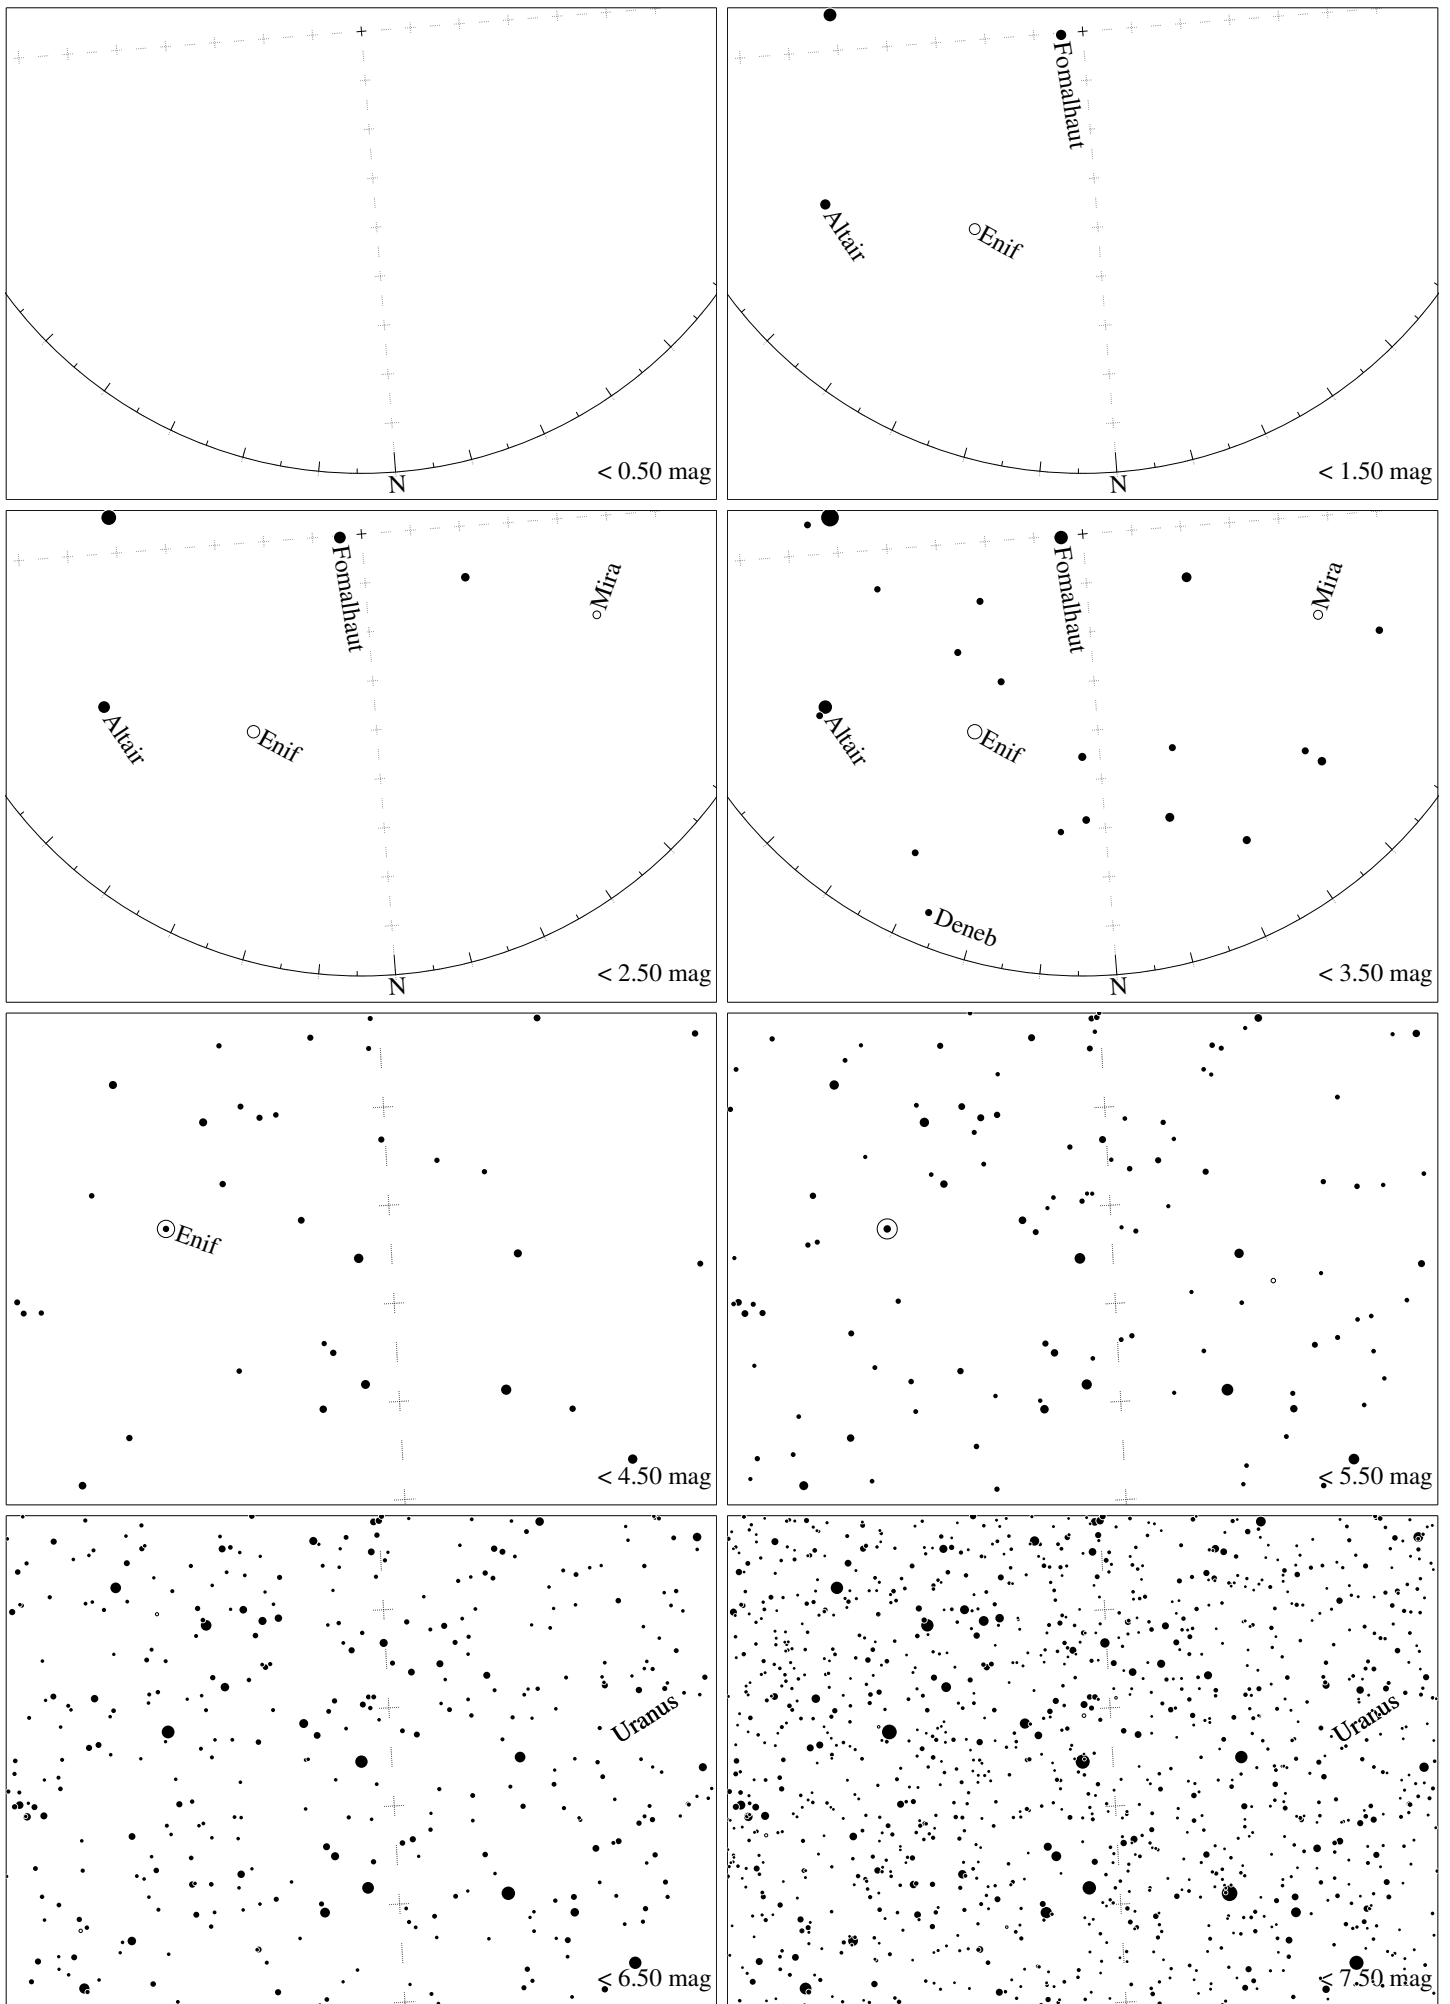 N
< 0.50 mag
Fomalhaut
Altair
Enif
N
< 1.50 mag
Fomalhaut
Mira
Altair
Enif
N
< 2.50 mag
Fomalhaut
Mira
Altair
Enif
Deneb
N
< 3.50 mag
Enif
< 4.50 mag
< 5.50 mag
Uranus
< 6.50 mag
Uranus
< 7.50 mag